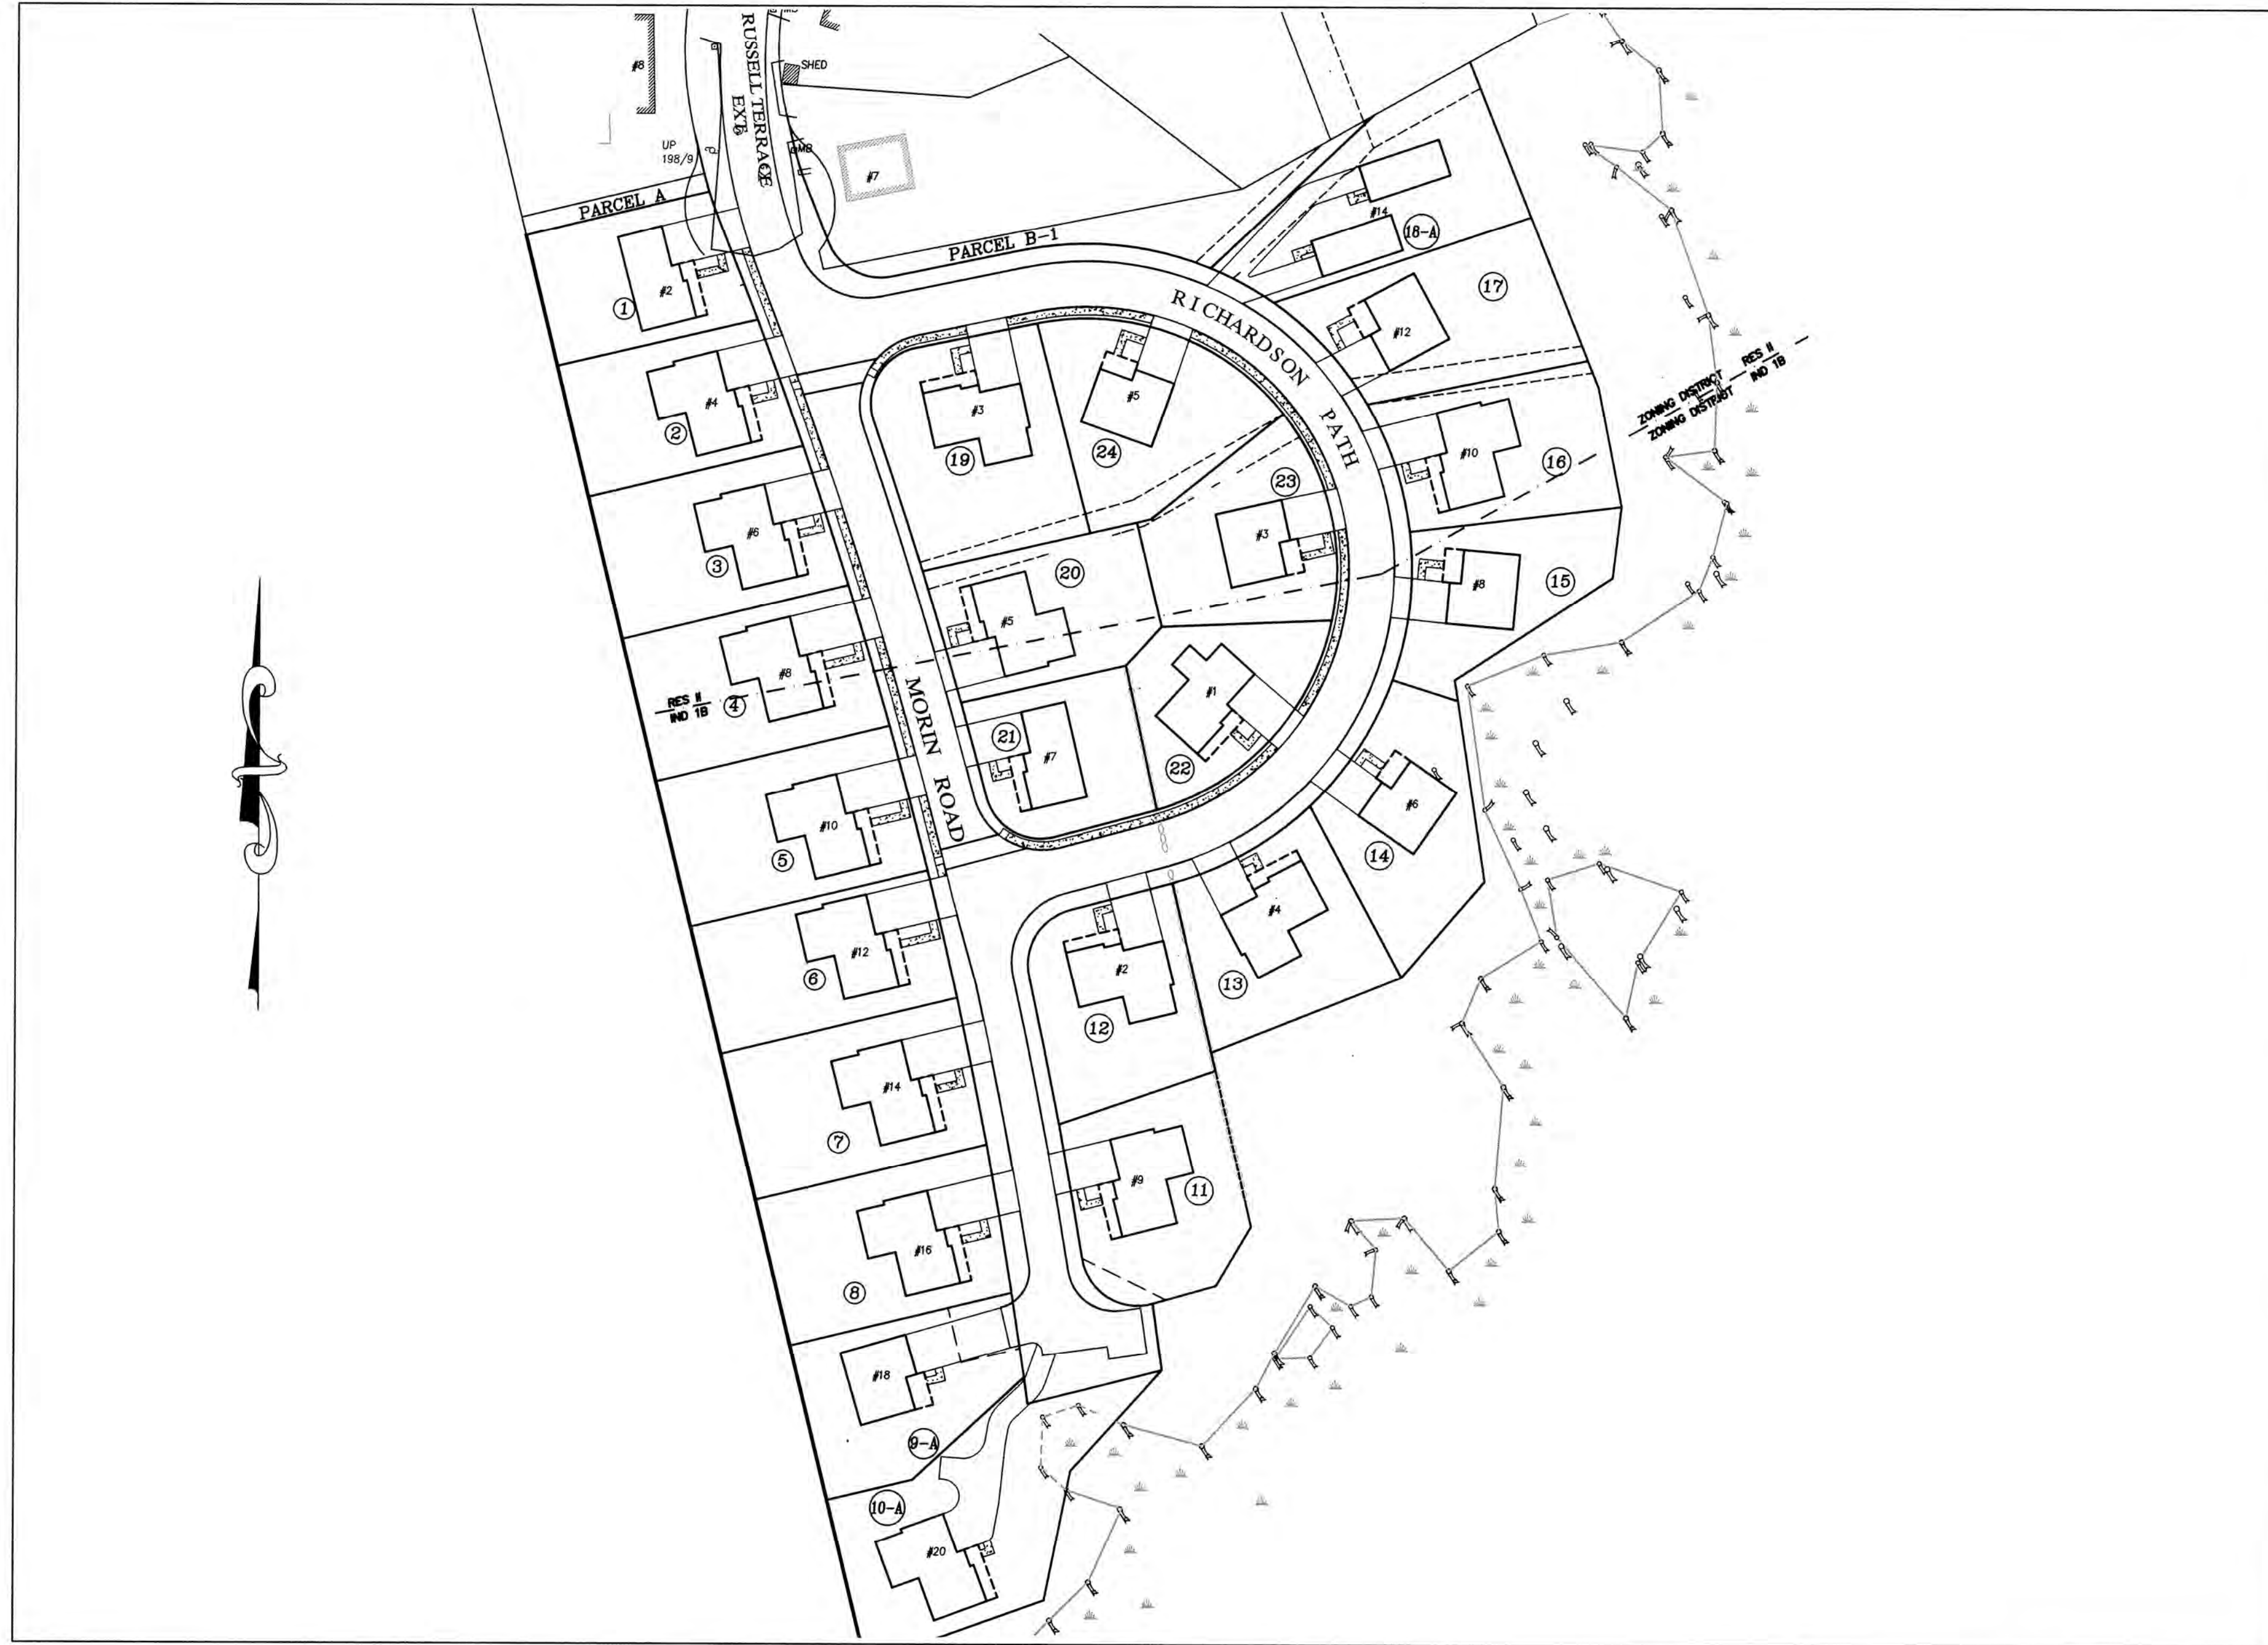 #8
RUSSELL TERRACE
EXT.
SHED
UP
198/9
MB
#7
PARCEL A
PARCEL B-1
#14
18-A
#2
1
17
RICHARDSON PATH
#12
#4
2
#3
19
#5
24
ZONING DISTRICT
RES II
ZONING DISTRICT
IND 1B
#10
16
23
#3
#6
3
20
#5
#8
15
RES II
IND 1B
4
#8
MORIN ROAD
21
#7
#1
22
#6
14
#10
5
#4
13
#12
6
#2
12
#14
7
#9
11
#16
8
#18
9-A
10-A
#20